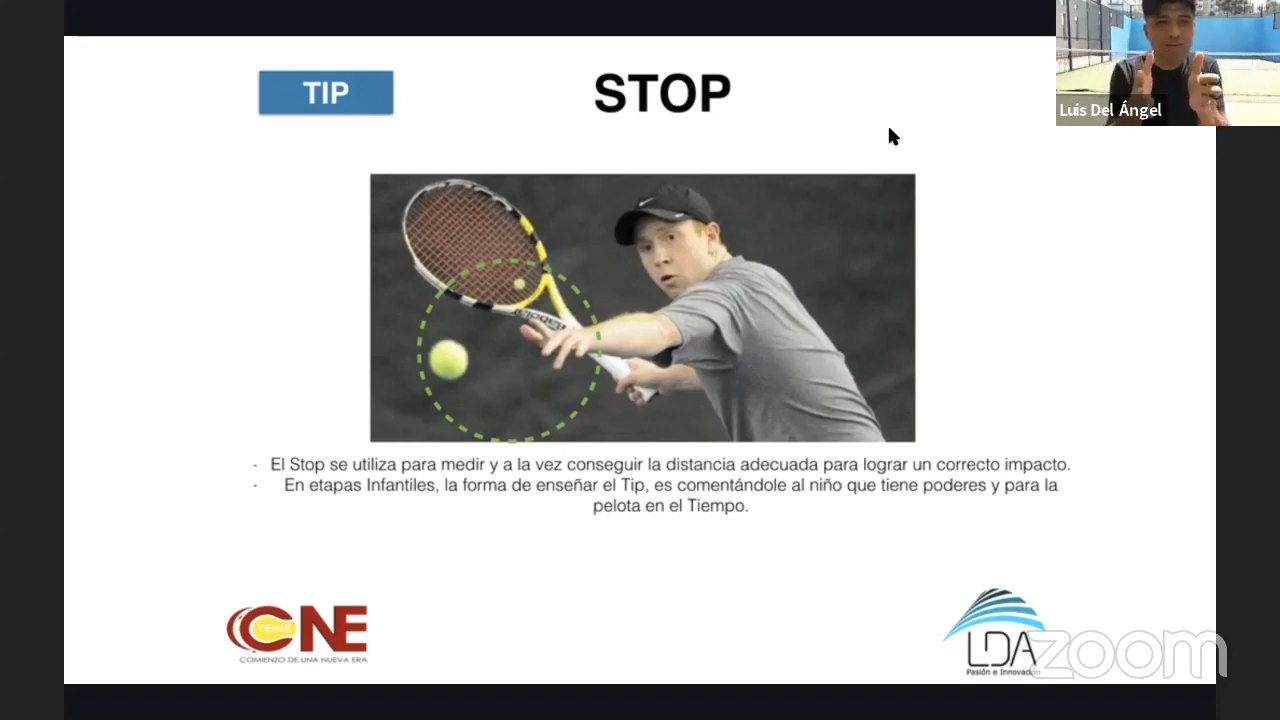 TIP
STOP
Luis Del Ángel
babolat
- El Stop se utiliza para medir y a la vez conseguir la distancia adecuada para lograr un correcto impacto.
- En etapas Infantiles, la forma de enseñar el Tip, es comentándole al niño que tiene poderes y para la
pelota en el Tiempo.
CNE
TENIS
COMIENZO DE UNA NUEVA ERA
LDA
Pasión e Innovación
zoom